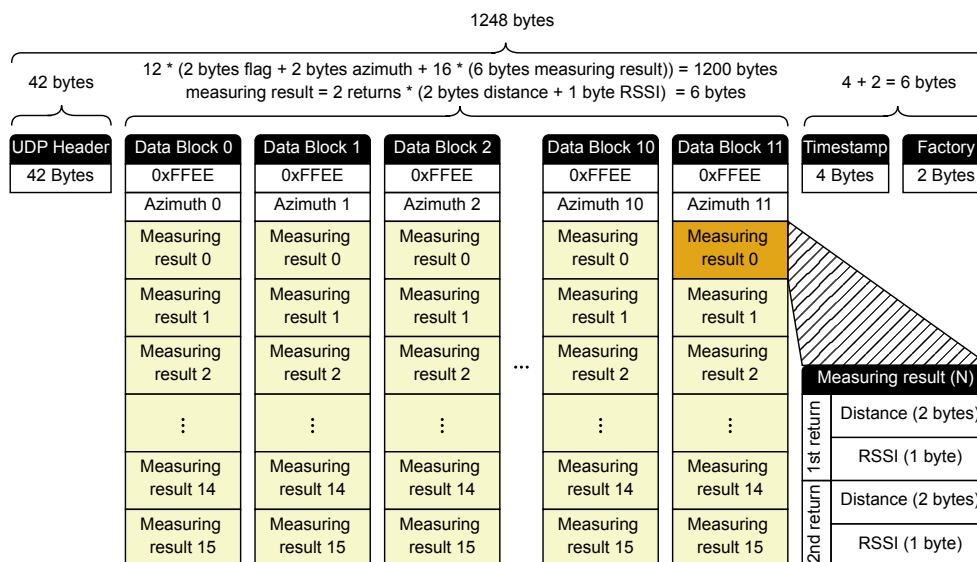 1248 bytes
42 bytes
12 * (2 bytes flag + 2 bytes azimuth + 16 * (6 bytes measuring result)) = 1200 bytes
measuring result = 2 returns * (2 bytes distance + 1 byte RSSI) = 6 bytes
4 + 2 = 6 bytes
UDP Header
42 Bytes
Data Block 0
0xFFEE
Azimuth 0
Measuring
result 0
Measuring
result 1
Measuring
result 2
⋮
Measuring
result 14
Measuring
result 15
Data Block 1
0xFFEE
Azimuth 1
Measuring
result 0
Measuring
result 1
Measuring
result 2
⋮
Measuring
result 14
Measuring
result 15
Data Block 2
0xFFEE
Azimuth 2
Measuring
result 0
Measuring
result 1
Measuring
result 2
⋮
Measuring
result 14
Measuring
result 15
...
Data Block 10
0xFFEE
Azimuth 10
Measuring
result 0
Measuring
result 1
Measuring
result 2
⋮
Measuring
result 14
Measuring
result 15
Data Block 11
0xFFEE
Azimuth 11
Measuring
result 0
Measuring
result 1
Measuring
result 2
⋮
Measuring
result 14
Measuring
result 15
Timestamp
4 Bytes
Factory
2 Bytes
Measuring result (N)
1st return
Distance (2 bytes)
RSSI (1 byte)
2nd return
Distance (2 bytes)
RSSI (1 byte)